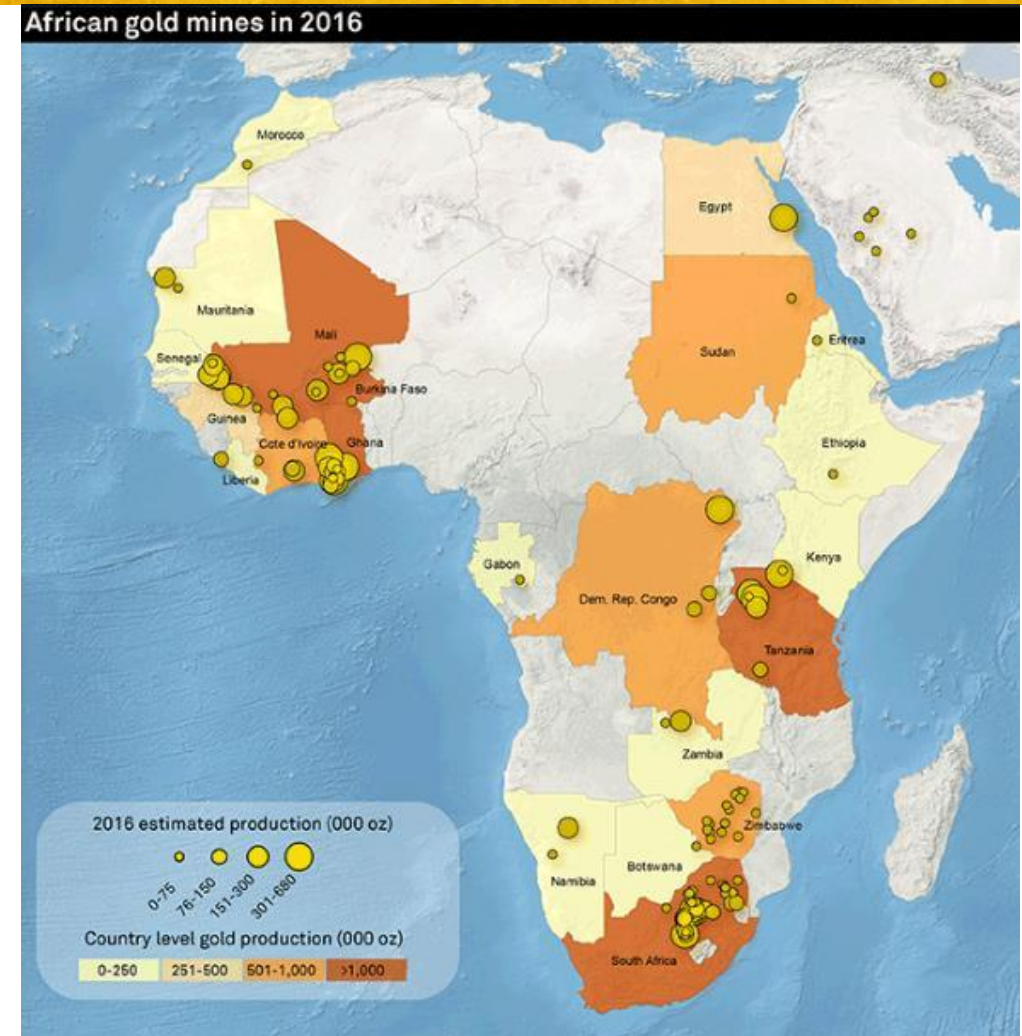 African gold mines in 2016
Morocco
Egypt
Mauritania
Mali
Senegal
Sudan
Eritrea
Burkina Faso
Guinea
Cote d'Ivoire
Ghana
Ethiopia
Liberia
Gabon
Kenya
Dem. Rep. Congo
Tanzania
Zambia
Zimbabwe
Botswana
Namibia
South Africa
2016 estimated production (000 oz)
0-75
76-150
151-300
301-680
Country level gold production (000 oz)
0-250 251-500 501-1,000 >1,000